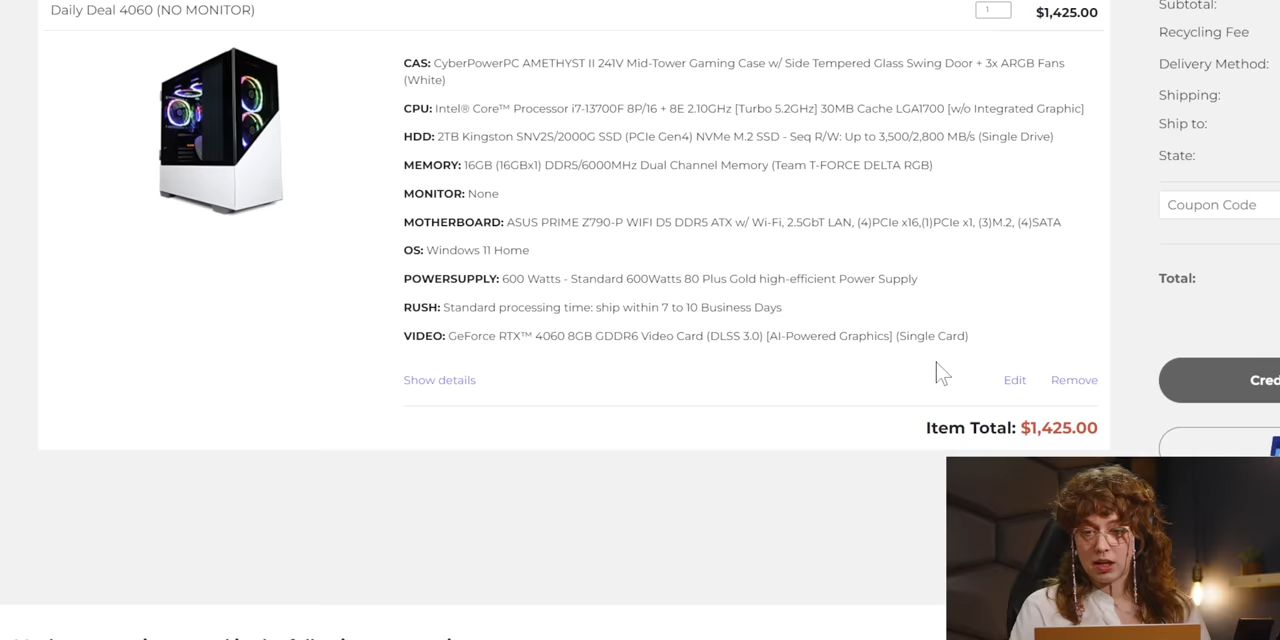 Daily Deal 4060 (NO MONITOR)
1
$1,425.00
CAS: CyberPowerPC AMETHYST II 241V Mid-Tower Gaming Case w/ Side Tempered Glass Swing Door + 3x ARGB Fans
(White)
CPU: Intel® Core™ Processor i7-13700F 8P/16 + 8E 2.10GHz [Turbo 5.2GHz] 30MB Cache LGA1700 [w/o Integrated Graphic]
HDD: 2TB Kingston SNV2S/2000G SSD (PCIe Gen4) NVMe M.2 SSD - Seq R/W: Up to 3,500/2,800 MB/s (Single Drive)
MEMORY: 16GB (16GBx1) DDR5/6000MHz Dual Channel Memory (Team T-FORCE DELTA RGB)
MONITOR: None
MOTHERBOARD: ASUS PRIME Z790-P WIFI D5 DDR5 ATX w/ Wi-Fi, 2.5GbT LAN, (4)PCIe x16,(1)PCIe x1, (3)M.2, (4)SATA
OS: Windows 11 Home
POWERSUPPLY: 600 Watts - Standard 600Watts 80 Plus Gold high-efficient Power Supply
RUSH: Standard processing time: ship within 7 to 10 Business Days
VIDEO: GeForce RTX™ 4060 8GB GDDR6 Video Card (DLSS 3.0) [AI-Powered Graphics] (Single Card)
Show details
Edit
Remove
Item Total: $1,425.00
Subtotal:
Recycling Fee
Delivery Method:
Shipping:
Ship to:
State:
Coupon Code
Total:
Cred